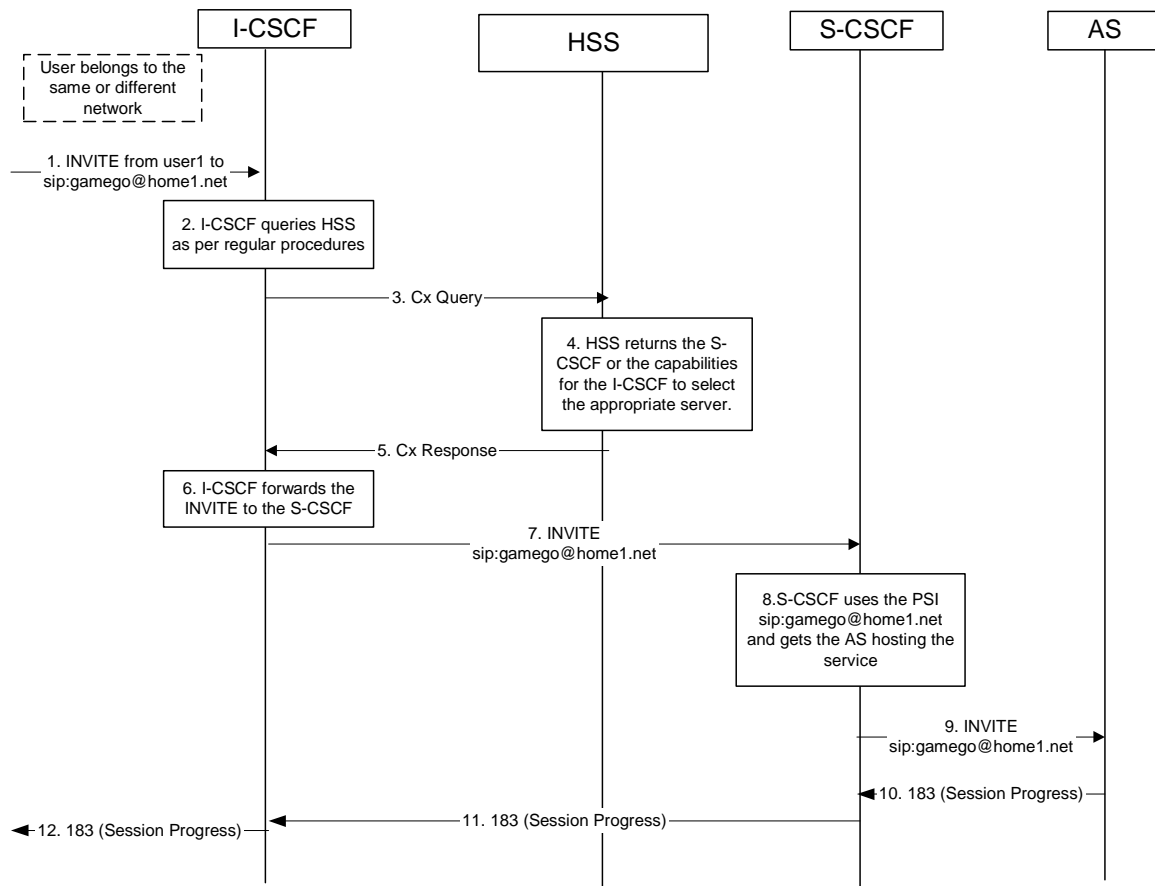 I-CSCF
HSS
S-CSCF
AS
User belongs to the
same or different
network
1. INVITE from user1 to
sip:gamego@home1.net
2. I-CSCF queries HSS
as per regular procedures
3. Cx Query
4. HSS returns the S-
CSCF or the capabilities
for the I-CSCF to select
the appropriate server.
5. Cx Response
6. I-CSCF forwards the
INVITE to the S-CSCF
7. INVITE
sip:gamego@home1.net
8.S-CSCF uses the PSI
sip:gamego@home1.net
and gets the AS hosting the
service
9. INVITE
sip:gamego@home1.net
10. 183 (Session Progress)
11. 183 (Session Progress)
12. 183 (Session Progress)